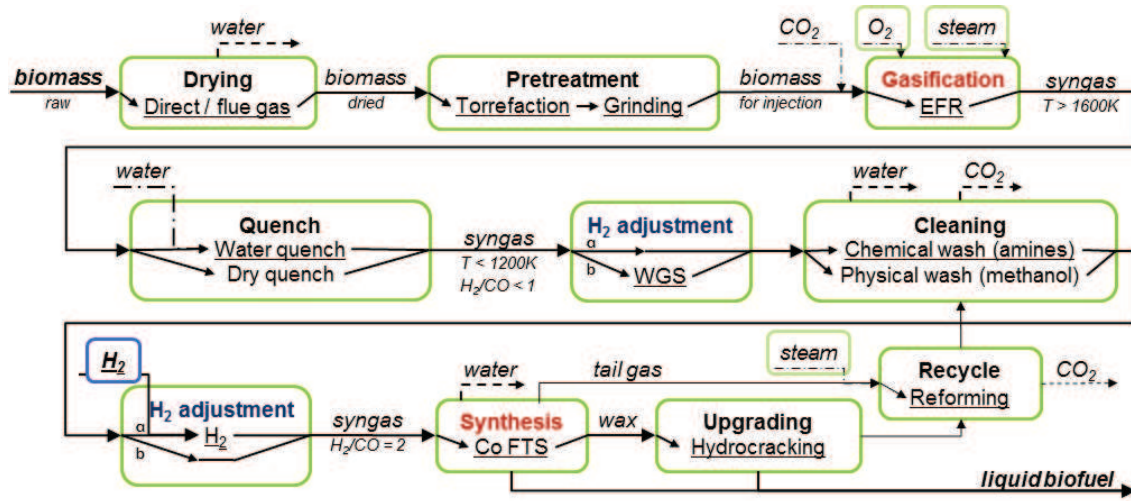 water
CO2
O2
steam
biomass
raw
Drying
Direct / flue gas
biomass
dried
Pretreatment
Torrefaction
Grinding
biomass
for injection
Gasification
EFR
syngas
T > 1600K
water
Quench
Water quench
Dry quench
syngas
T < 1200K
H2/CO < 1
H2 adjustment
a
b
WGS
water
CO2
Cleaning
Chemical wash (amines)
Physical wash (methanol)
H2
H2 adjustment
a
b
H2
syngas
H2/CO = 2
water
Synthesis
Co FTS
tail gas
wax
Upgrading
Hydrocracking
steam
Recycle
Reforming
CO2
liquid biofuel